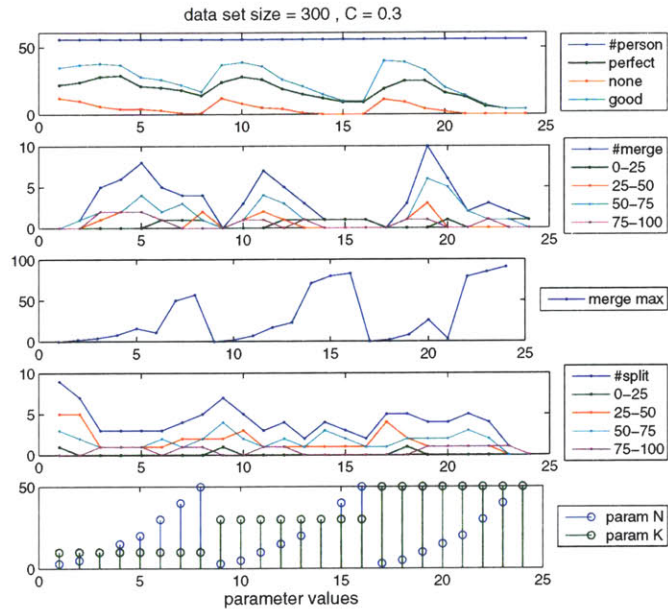 data set size = 300 , C = 0.3
50
0
0 5 10 15 20 25
#person
perfect
none
good
10
5
0
0 5 10 15 20 25
#merge
0-25
25-50
50-75
75-100
100
50
0
0 5 10 15 20 25
merge max
10
5
0
0 5 10 15 20 25
#split
0-25
25-50
50-75
75-100
50
0
0 5 10 15 20 25
param N
param K
parameter values